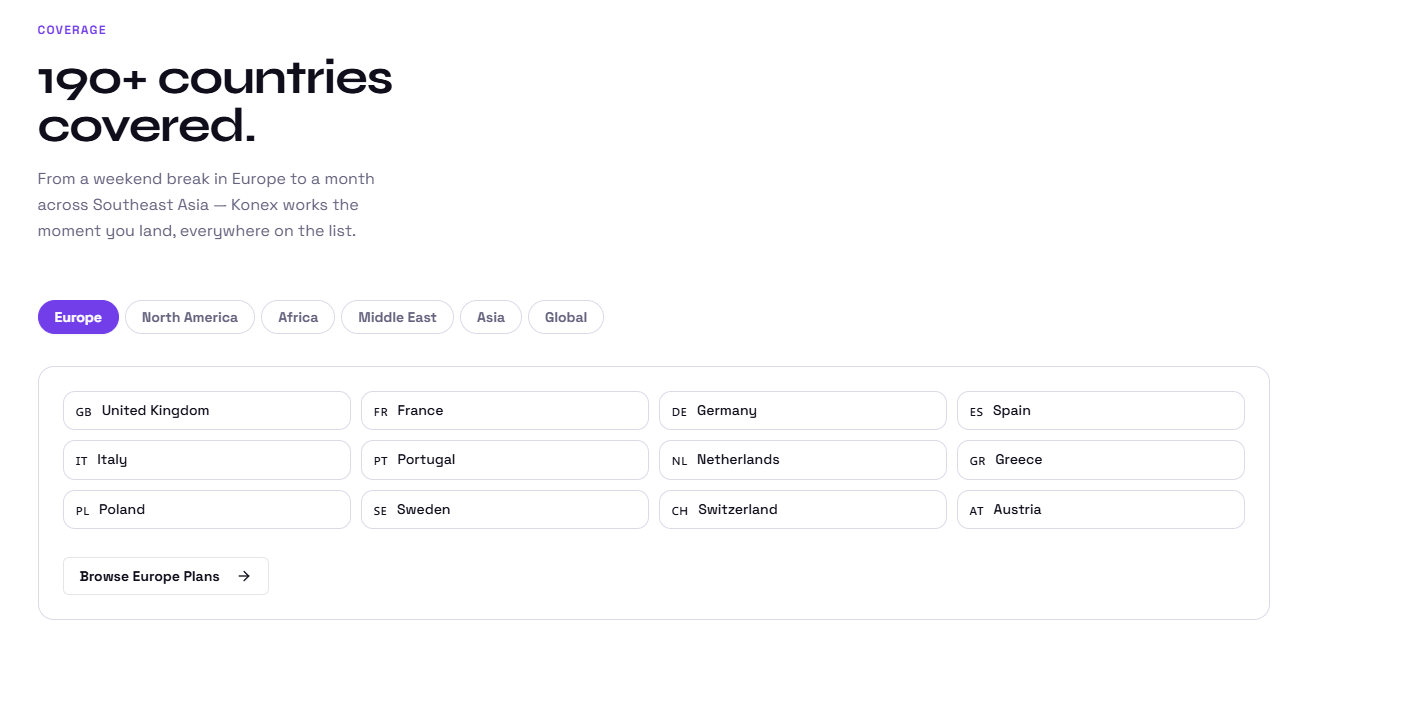 COVERAGE
190+ countries
covered.
From a weekend break in Europe to a month
across Southeast Asia — Konex works the
moment you land, everywhere on the list.
Europe North America Africa Middle East Asia Global
GB United Kingdom FR France DE Germany ES Spain
IT Italy PT Portugal NL Netherlands GR Greece
PL Poland SE Sweden CH Switzerland AT Austria
Browse Europe Plans →